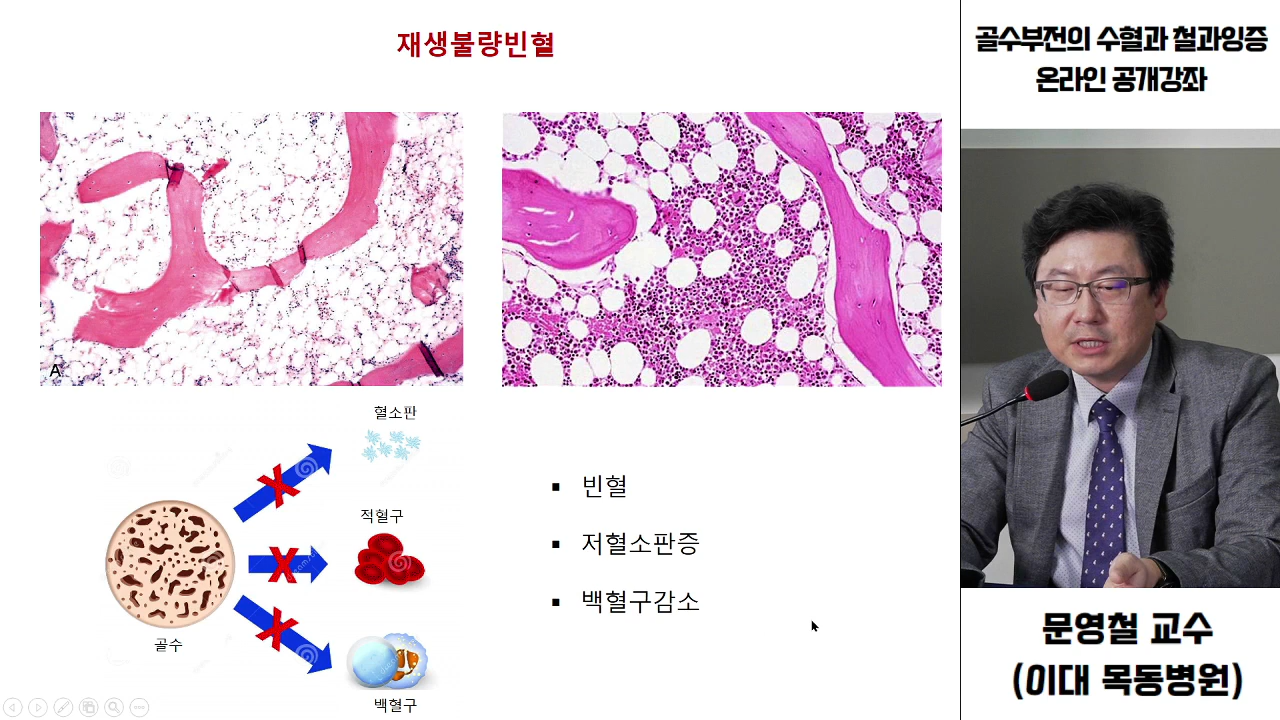 재생불량빈혈
A
혈소판
적혈구
골수
백혈구
▪ 빈혈
▪ 저혈소판증
▪ 백혈구감소
골수부전의 수혈과 철과잉증
온라인 공개강좌
문영철 교수
(이대 목동병원)